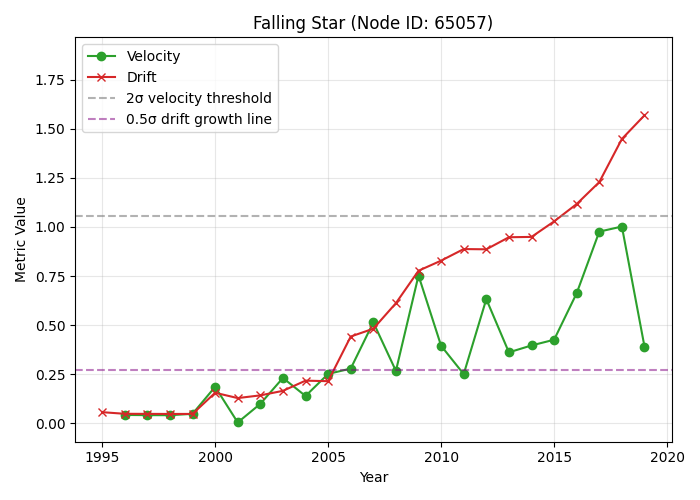 Falling Star (Node ID: 65057)
Velocity
Drift
2σ velocity threshold
0.5σ drift growth line
Metric Value
1.75
1.50
1.25
1.00
0.75
0.50
0.25
0.00
1995
2000
2005
2010
2015
2020
Year